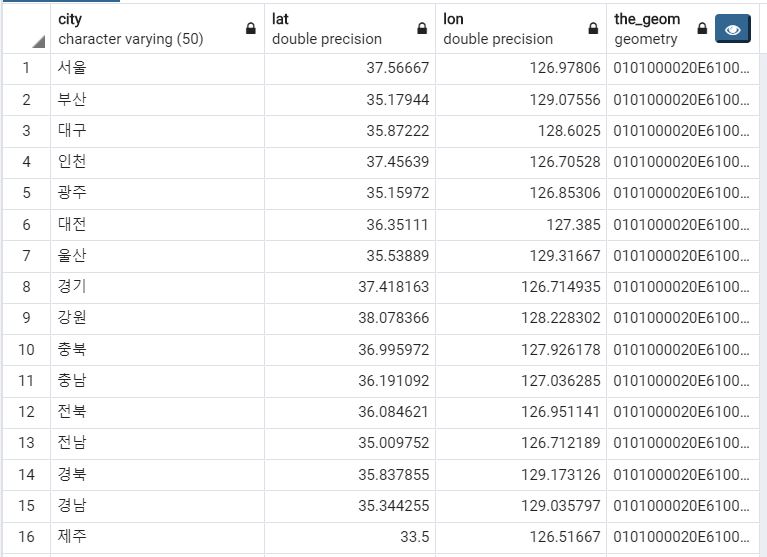 city lat lon the_geom
character varying (50) double precision double precision geometry
1 서울 37.56667 126.97806 0101000020E6100...
2 부산 35.17944 129.07556 0101000020E6100...
3 대구 35.87222 128.6025 0101000020E6100...
4 인천 37.45639 126.70528 0101000020E6100...
5 광주 35.15972 126.85306 0101000020E6100...
6 대전 36.35111 127.385 0101000020E6100...
7 울산 35.53889 129.31667 0101000020E6100...
8 경기 37.418163 126.714935 0101000020E6100...
9 강원 38.078366 128.228302 0101000020E6100...
10 충북 36.995972 127.926178 0101000020E6100...
11 충남 36.191092 127.036285 0101000020E6100...
12 전북 36.084621 126.951141 0101000020E6100...
13 전남 35.009752 126.712189 0101000020E6100...
14 경북 35.837855 129.173126 0101000020E6100...
15 경남 35.344255 129.035797 0101000020E6100...
16 제주 33.5 126.51667 0101000020E6100...